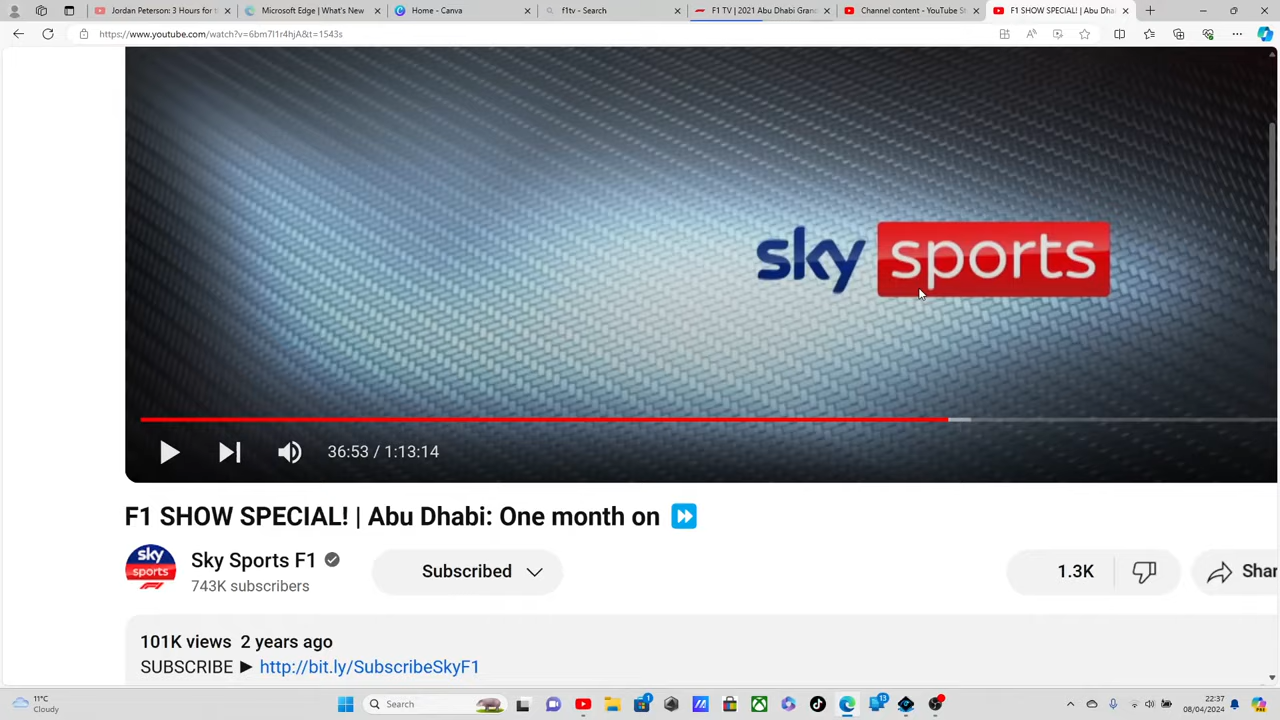 Jordan Peterson: 3 Hours for t
Microsoft Edge | What's New
Home - Canva
f1tv - Search
F1 TV | 2021 Abu Dhabi Gran
Channel content - YouTube St
F1 SHOW SPECIAL! | Abu Dha
https://www.youtube.com/watch?v=6bm7l1r4hjA&t=1543s
sky sports
36:53 / 1:13:14
F1 SHOW SPECIAL! | Abu Dhabi: One month on
sky
sports
Sky Sports F1
743K subscribers
Subscribed
1.3K
Shar
101K views 2 years ago
SUBSCRIBE ► http://bit.ly/SubscribeSkyF1
11°C
Cloudy
Search
1
13
22:37
08/04/2024